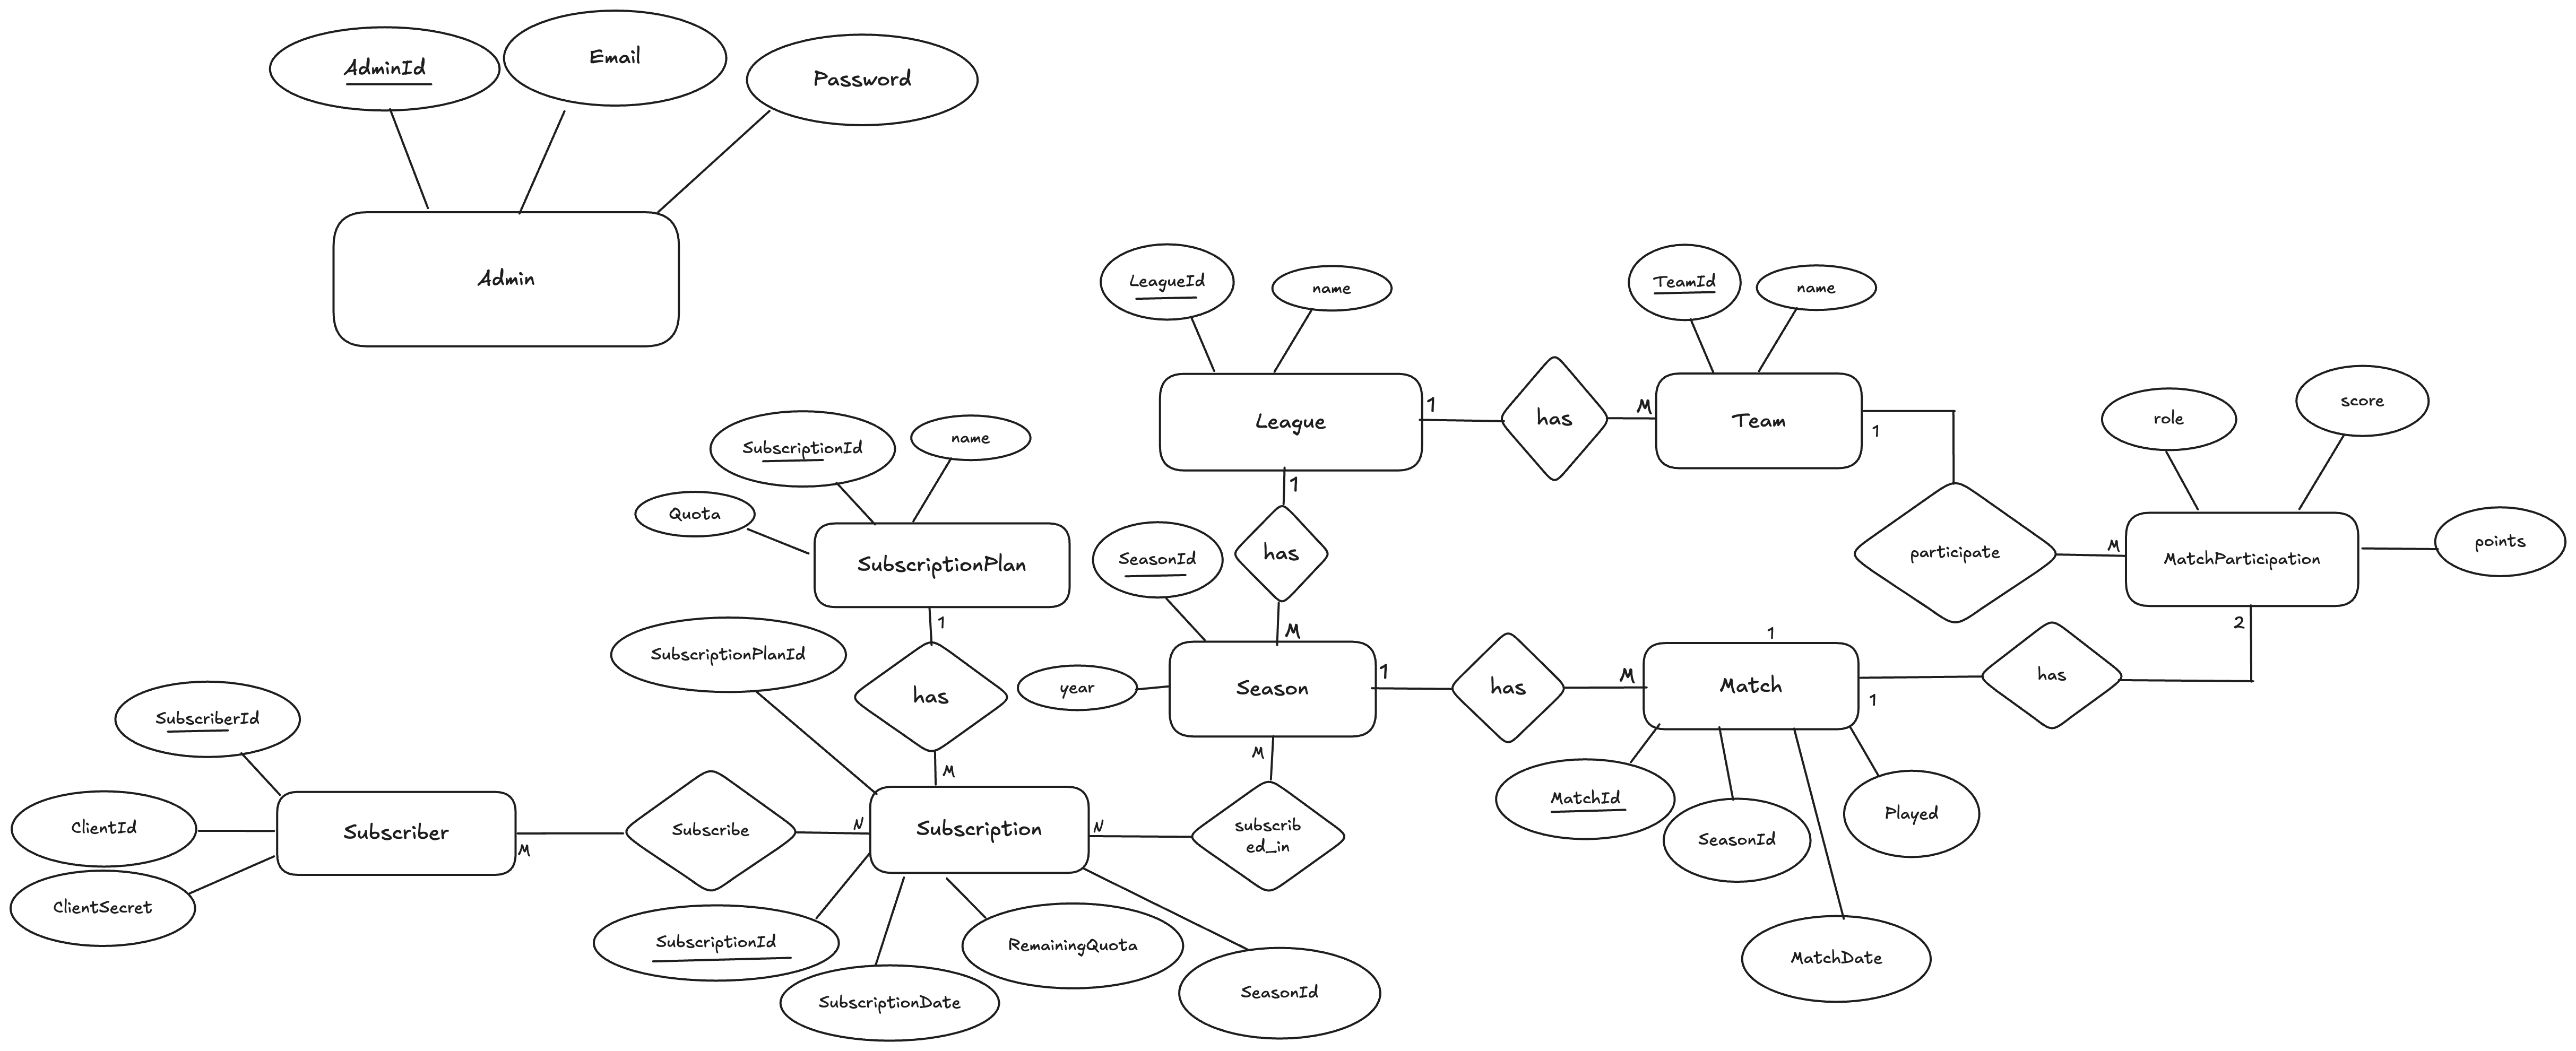 AdminId
Email
Password
Admin
LeagueId
name
TeamId
name
League
1
has
M
Team
1
role
score
SubscriptionId
name
Quota
SubscriptionPlan
1
SeasonId
has
participate
M
MatchParticipation
points
1
M
2
SubscriptionPlanId
has
year
Season
1
has
M
1
Match
1
has
SubscriberId
M
M
MatchId
SeasonId
Played
ClientId
Subscriber
M
Subscribe
N
Subscription
N
subscrib
ed_in
ClientSecret
SubscriptionId
RemainingQuota
SubscriptionDate
SeasonId
MatchDate